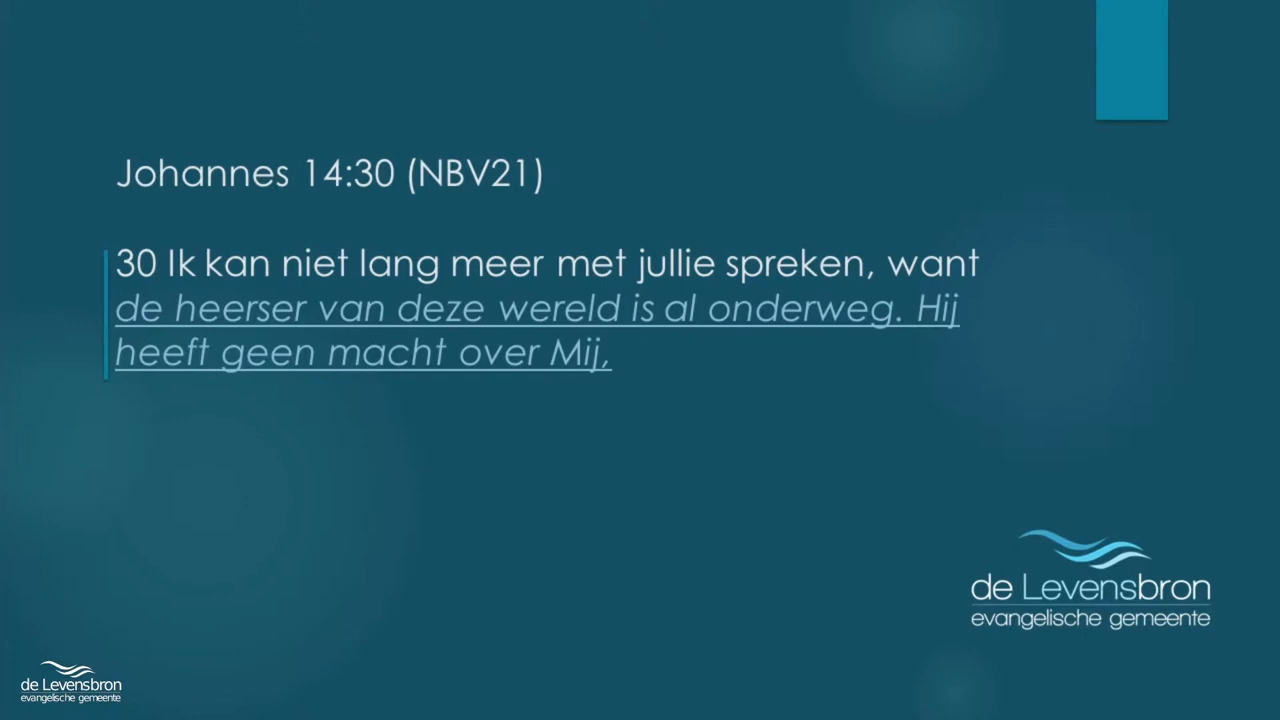 Johannes 14:30 (NBV21)
30 Ik kan niet lang meer met jullie spreken, want
de heerser van deze wereld is al onderweg. Hij
heeft geen macht over Mij,
de Levensbron
evangelische gemeente
de Levensbron
evangelische gemeente